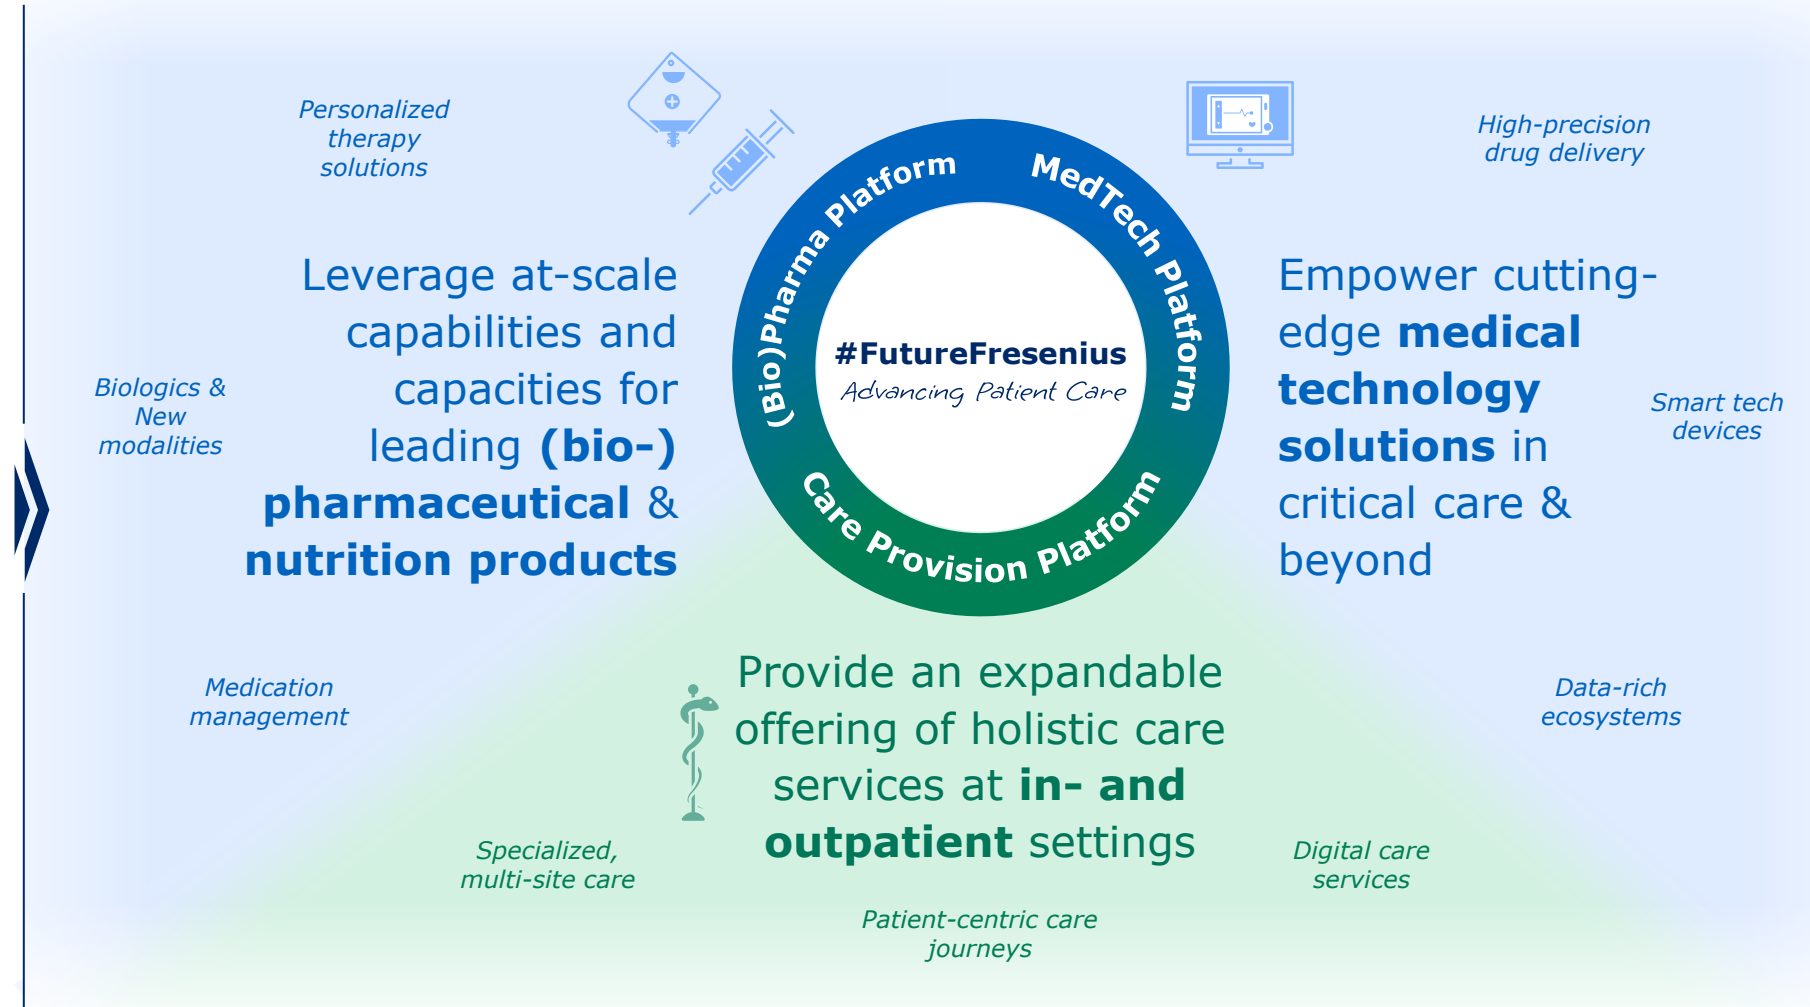 Personalized
therapy
solutions
High-precision
drug delivery
(Bio)Pharma Platform
MedTech Platform
Care Provision Platform
#FutureFresenius
Advancing Patient Care
Leverage at-scale
capabilities and
capacities for
leading (bio-)
pharmaceutical &
nutrition products
Empower cutting-
edge medical
technology
solutions in
critical care &
beyond
Biologics &
New
modalities
Smart tech
devices
Medication
management
Data-rich
ecosystems
Provide an expandable
offering of holistic care
services at in- and
outpatient settings
Specialized,
multi-site care
Digital care
services
Patient-centric care
journeys